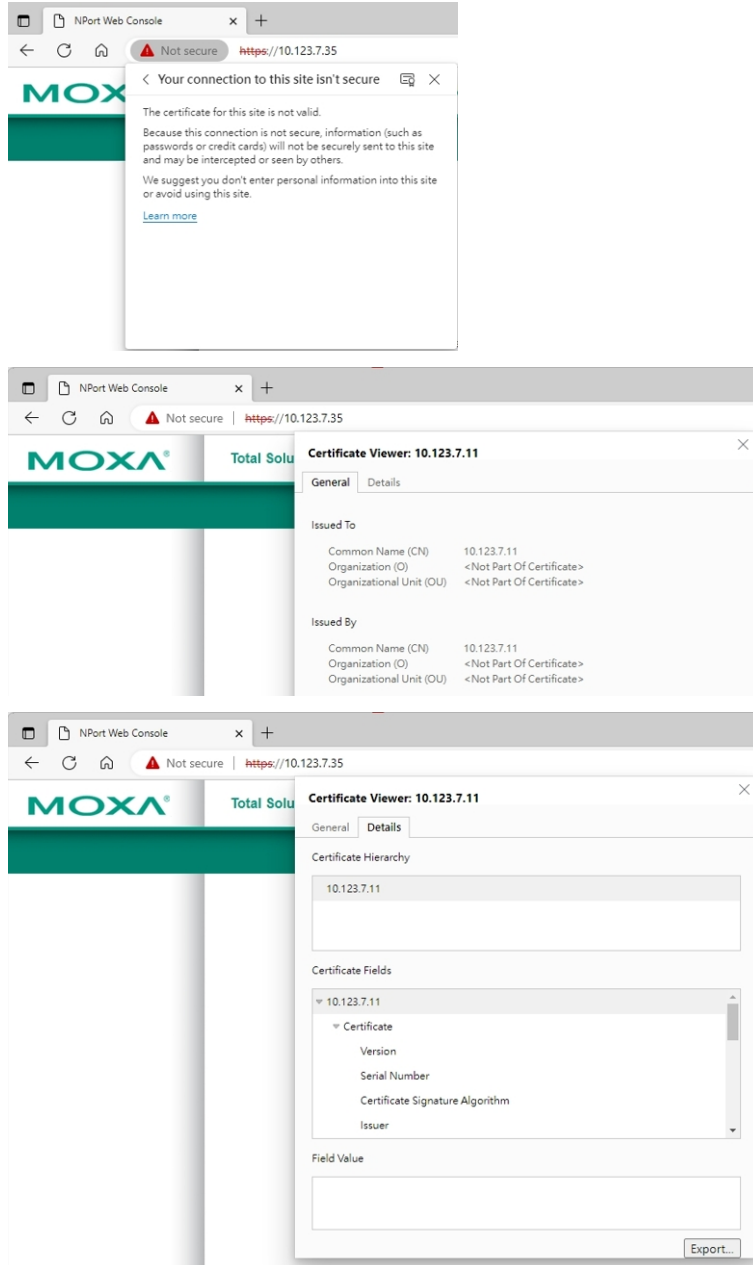 NPort Web Console
Not secure https://10.123.7.35
MOX
Your connection to this site isn't secure
The certificate for this site is not valid.
Because this connection is not secure, information (such as
passwords or credit cards) will not be securely sent to this site
and may be intercepted or seen by others.
We suggest you don't enter personal information into this site
or avoid using this site.
Learn more
NPort Web Console
Not secure https://10.123.7.35
MOXA® Total Solu
Certificate Viewer: 10.123.7.11
General Details
Issued To
Common Name (CN) 10.123.7.11
Organization (O) <Not Part Of Certificate>
Organizational Unit (OU) <Not Part Of Certificate>
Issued By
Common Name (CN) 10.123.7.11
Organization (O) <Not Part Of Certificate>
Organizational Unit (OU) <Not Part Of Certificate>
NPort Web Console
Not secure https://10.123.7.35
MOXA® Total Solu
Certificate Viewer: 10.123.7.11
General Details
Certificate Hierarchy
10.123.7.11
Certificate Fields
10.123.7.11
Certificate
Version
Serial Number
Certificate Signature Algorithm
Issuer
Field Value
Export...